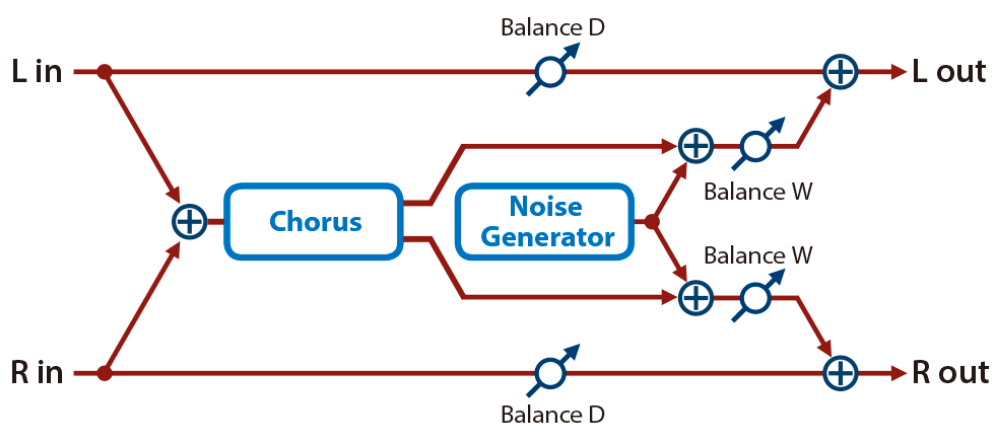 Balance D
L in
L out
Balance W
Chorus
Noise
Generator
Balance W
R in
R out
Balance D